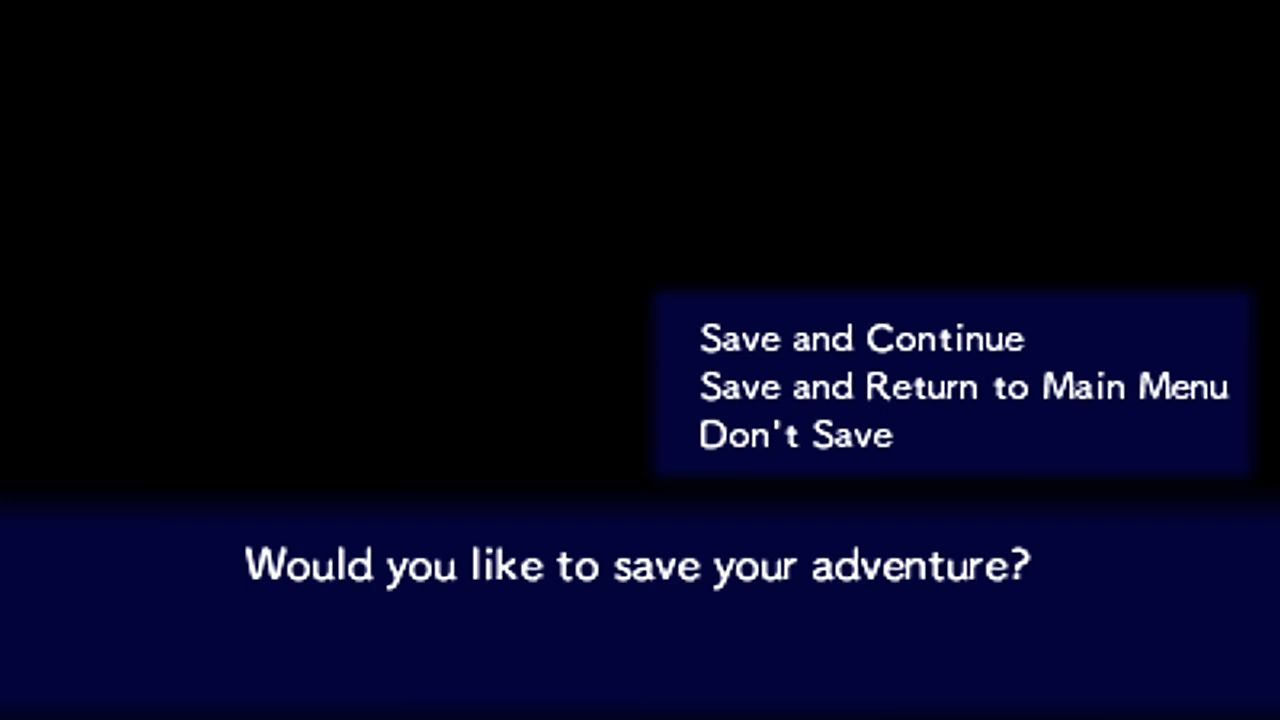 Save and Continue
Save and Return to Main Menu
Don't Save
Would you like to save your adventure?